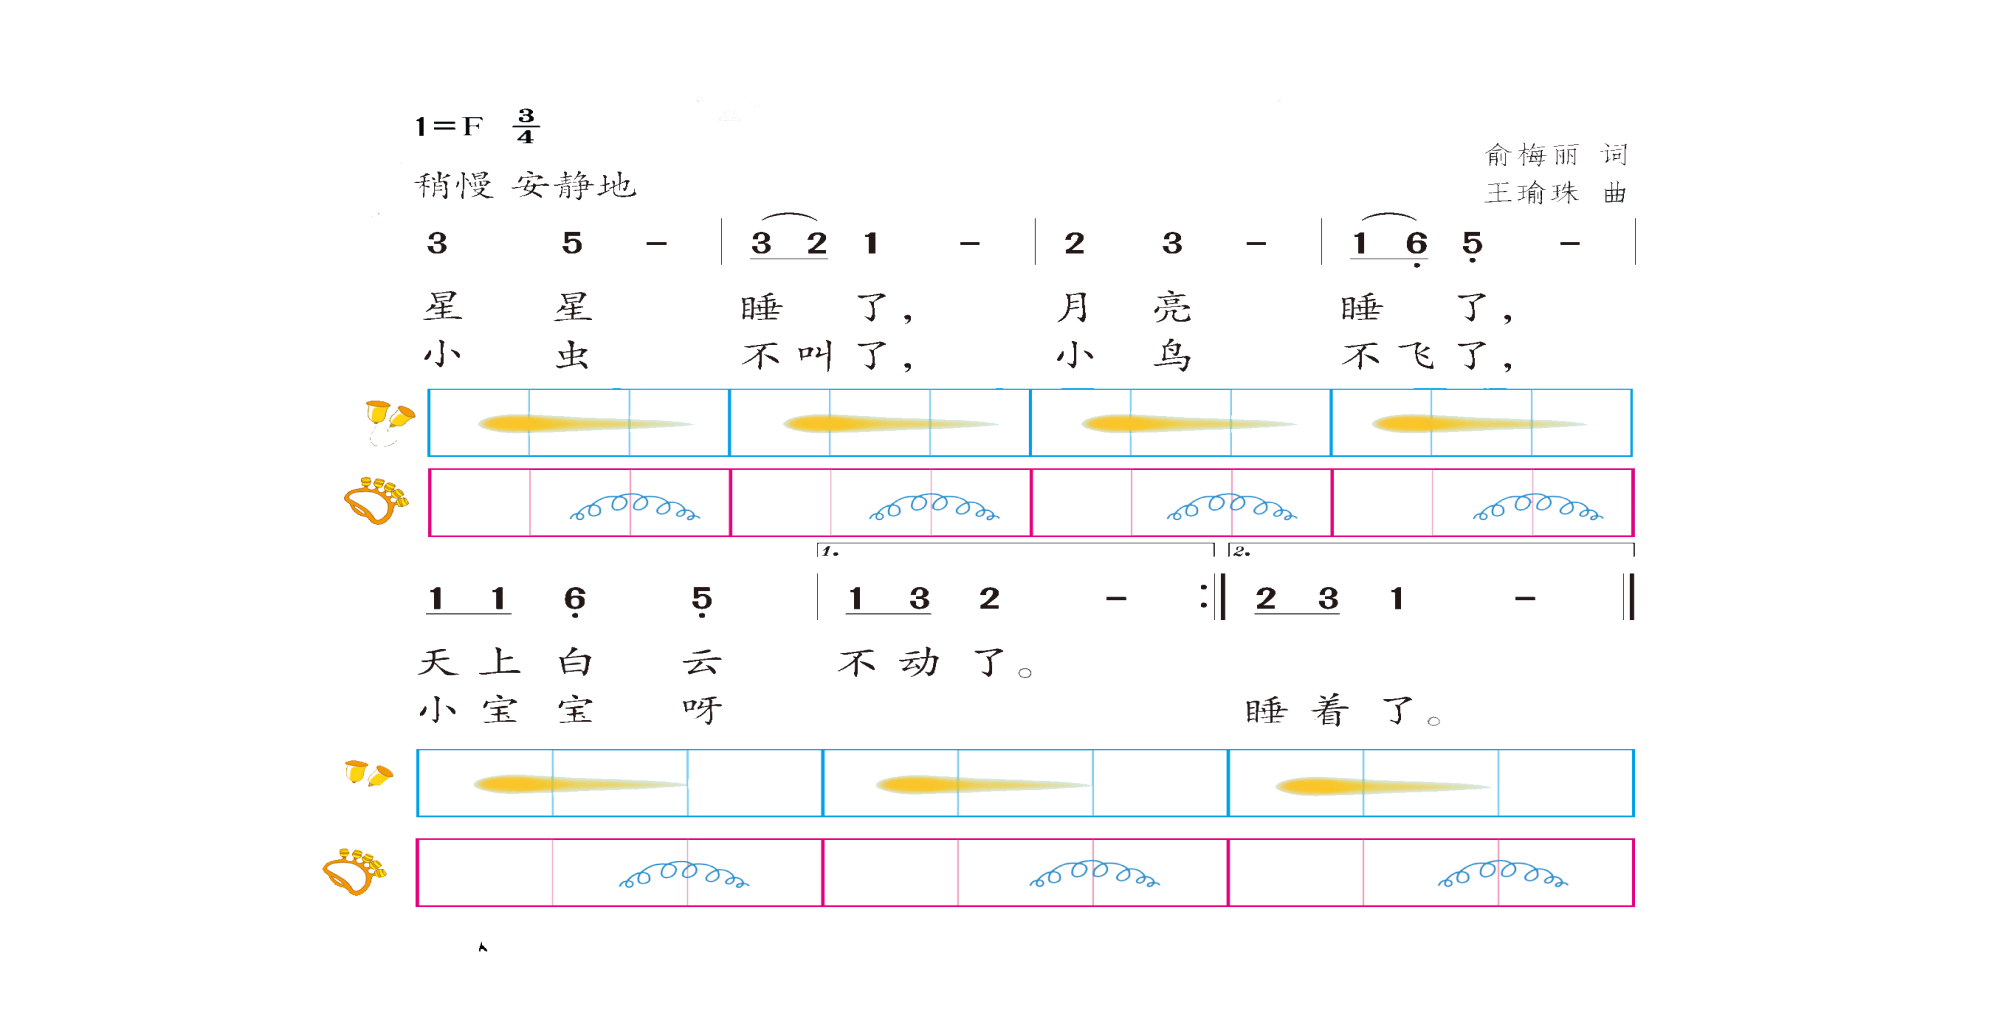 1=F 3/4
俞梅丽 词
稍慢 安静地
王瑜珠 曲
3 5 - | 3 2 1 - | 2 3 - | 1 6̣ 5̣ - |
星 星 睡 了, 月 亮 睡 了,
小 虫 不叫了, 小 鸟 不飞了,
1. 2.
1 1 6̣ 5̣ | 1 3 2 - :‖ 2 3 1 - ‖
天上白 云 不动了。
小宝宝 呀 睡着了。